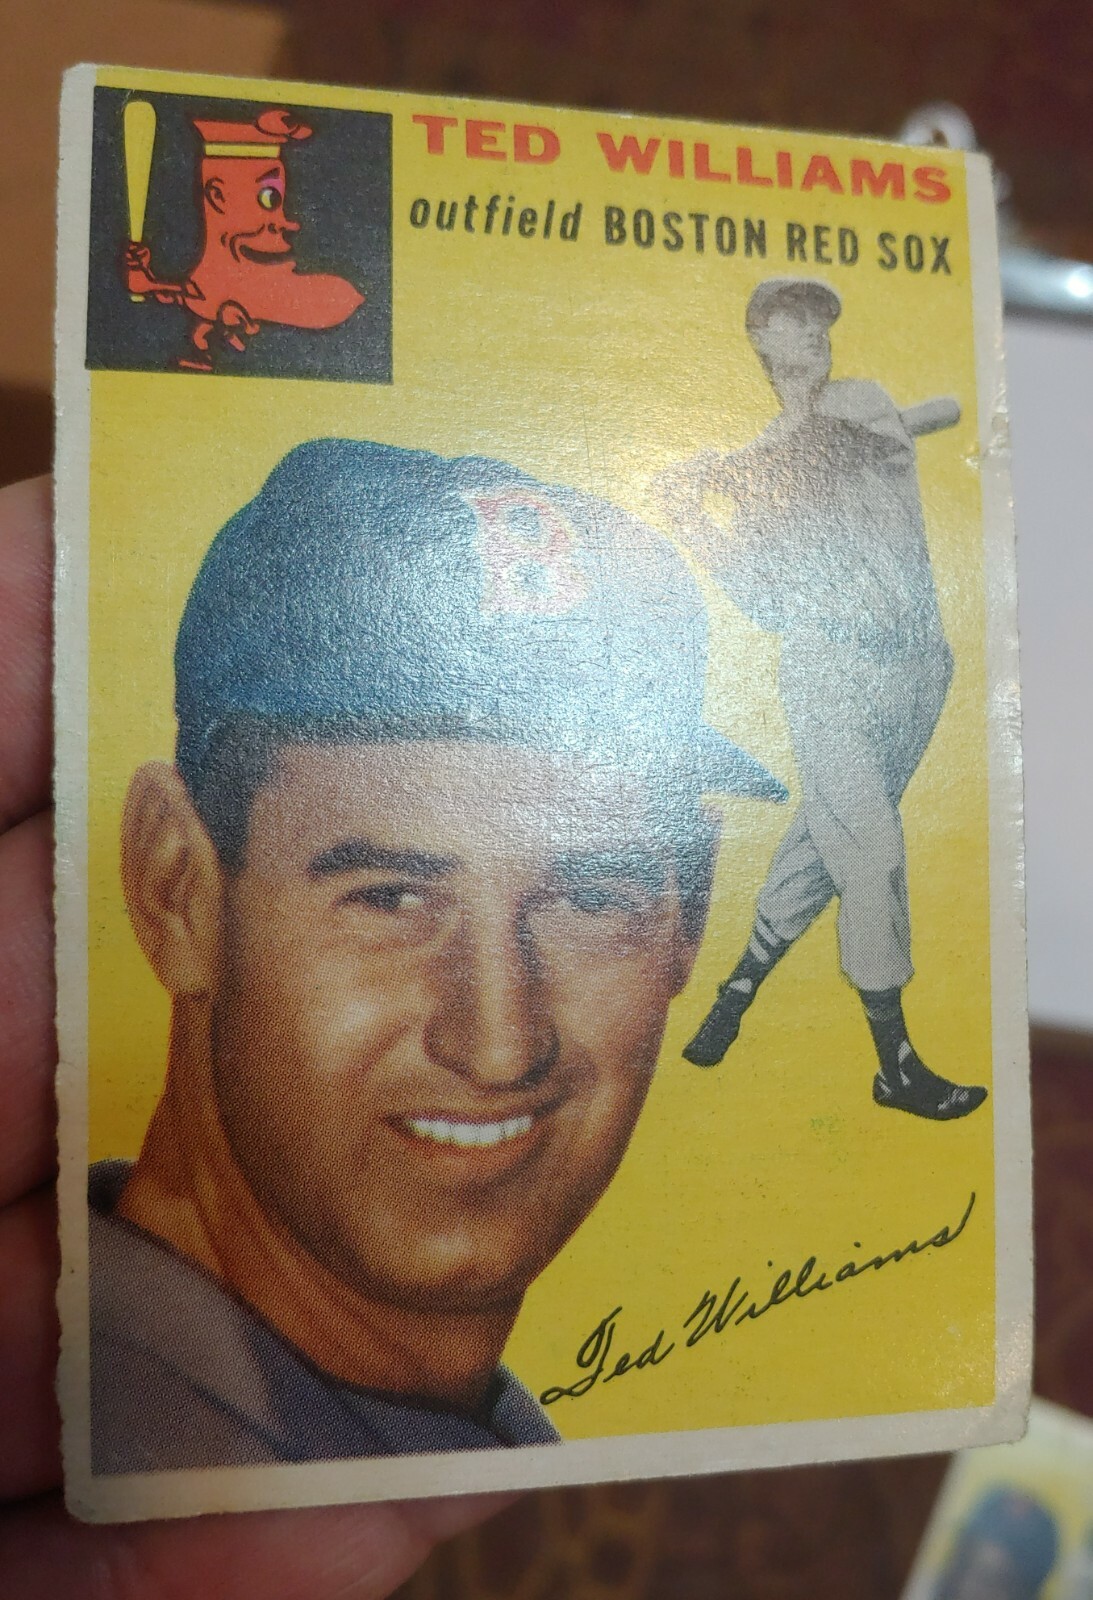 TED WILLIAMS
outfield BOSTON RED SOX
B
Ted Williams